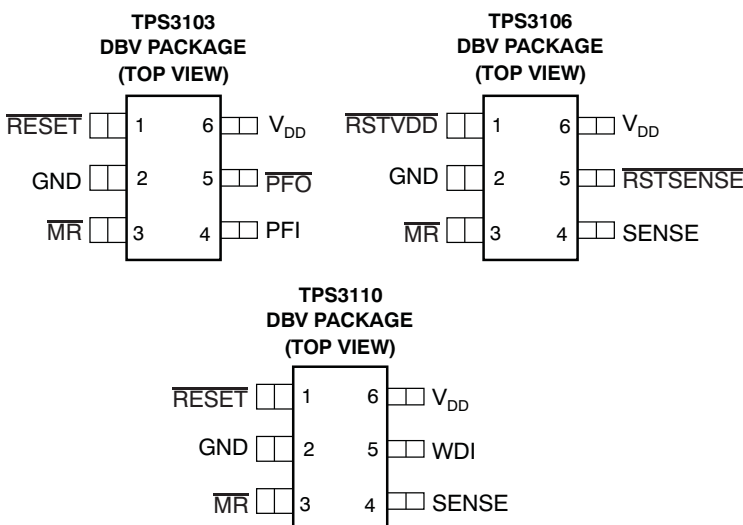 TPS3103
DBV PACKAGE
(TOP VIEW)
RESET 1 6 VDD
GND 2 5 PFO
MR 3 4 PFI
TPS3106
DBV PACKAGE
(TOP VIEW)
RSTVDD 1 6 VDD
GND 2 5 RSTSENSE
MR 3 4 SENSE
TPS3110
DBV PACKAGE
(TOP VIEW)
RESET 1 6 VDD
GND 2 5 WDI
MR 3 4 SENSE